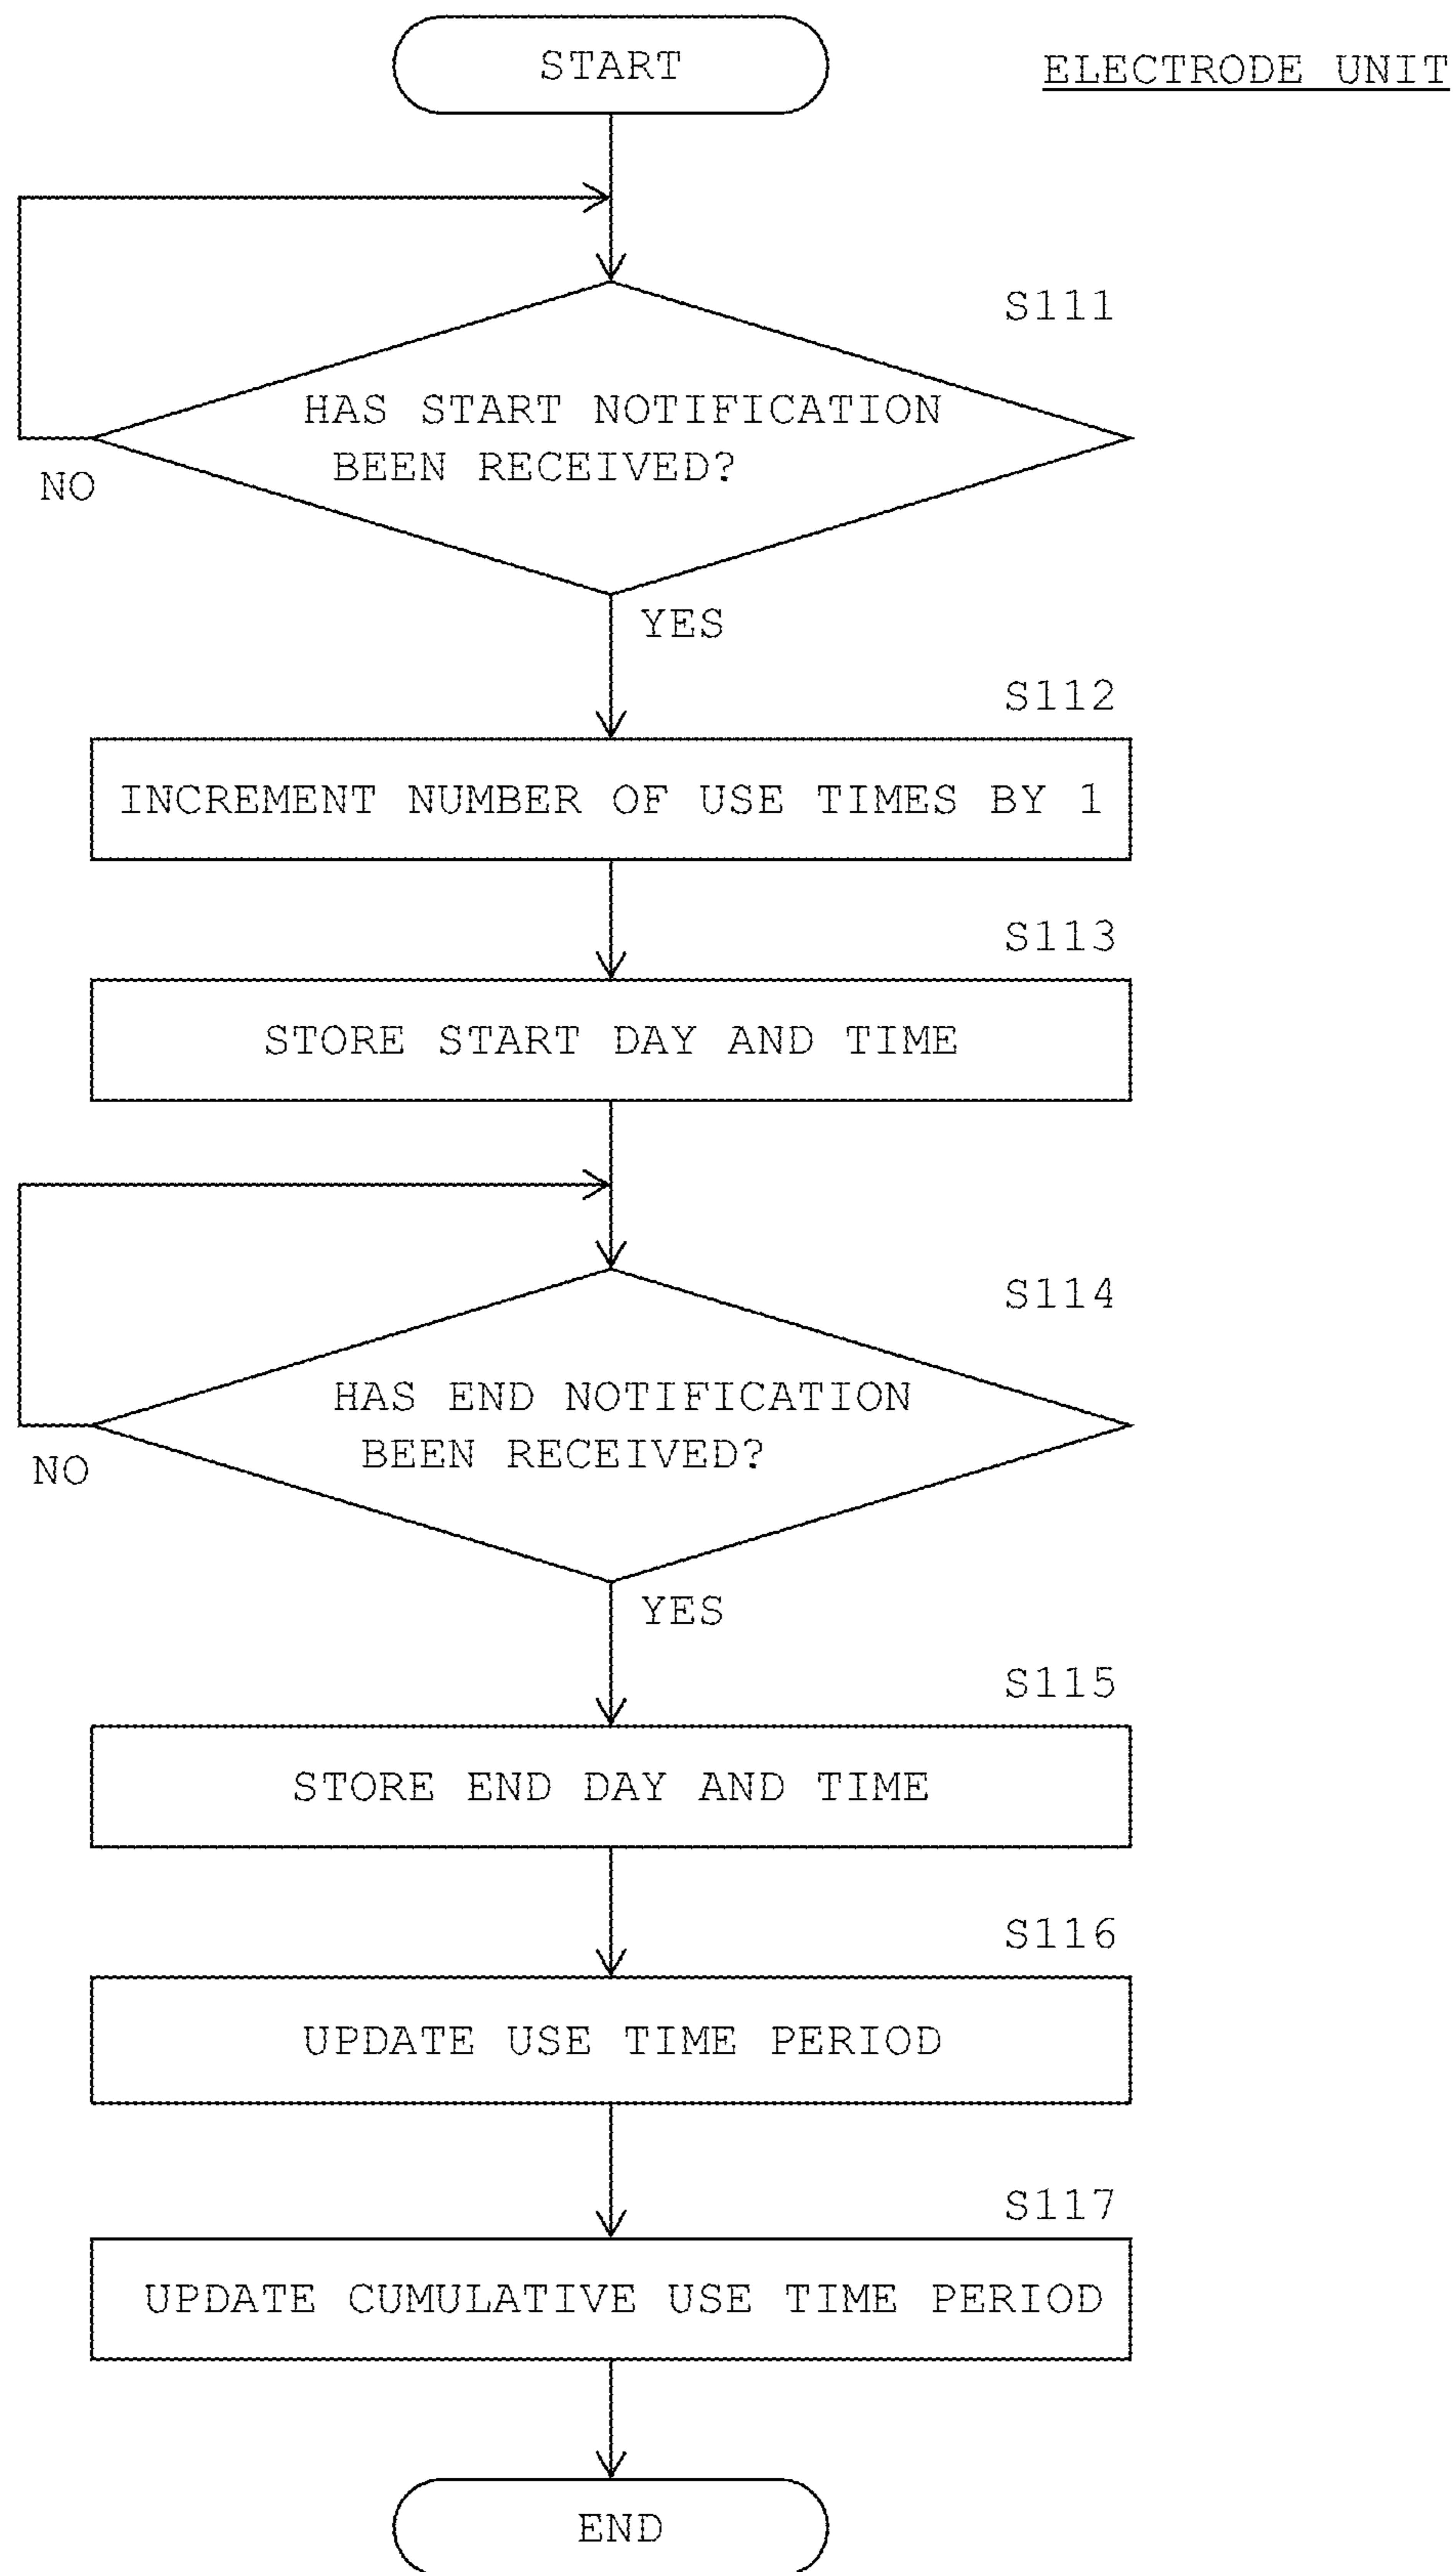 START
ELECTRODE UNIT
S111
HAS START NOTIFICATION
BEEN RECEIVED?
NO
YES
S112
INCREMENT NUMBER OF USE TIMES BY 1
S113
STORE START DAY AND TIME
S114
HAS END NOTIFICATION
BEEN RECEIVED?
NO
YES
S115
STORE END DAY AND TIME
S116
UPDATE USE TIME PERIOD
S117
UPDATE CUMULATIVE USE TIME PERIOD
END